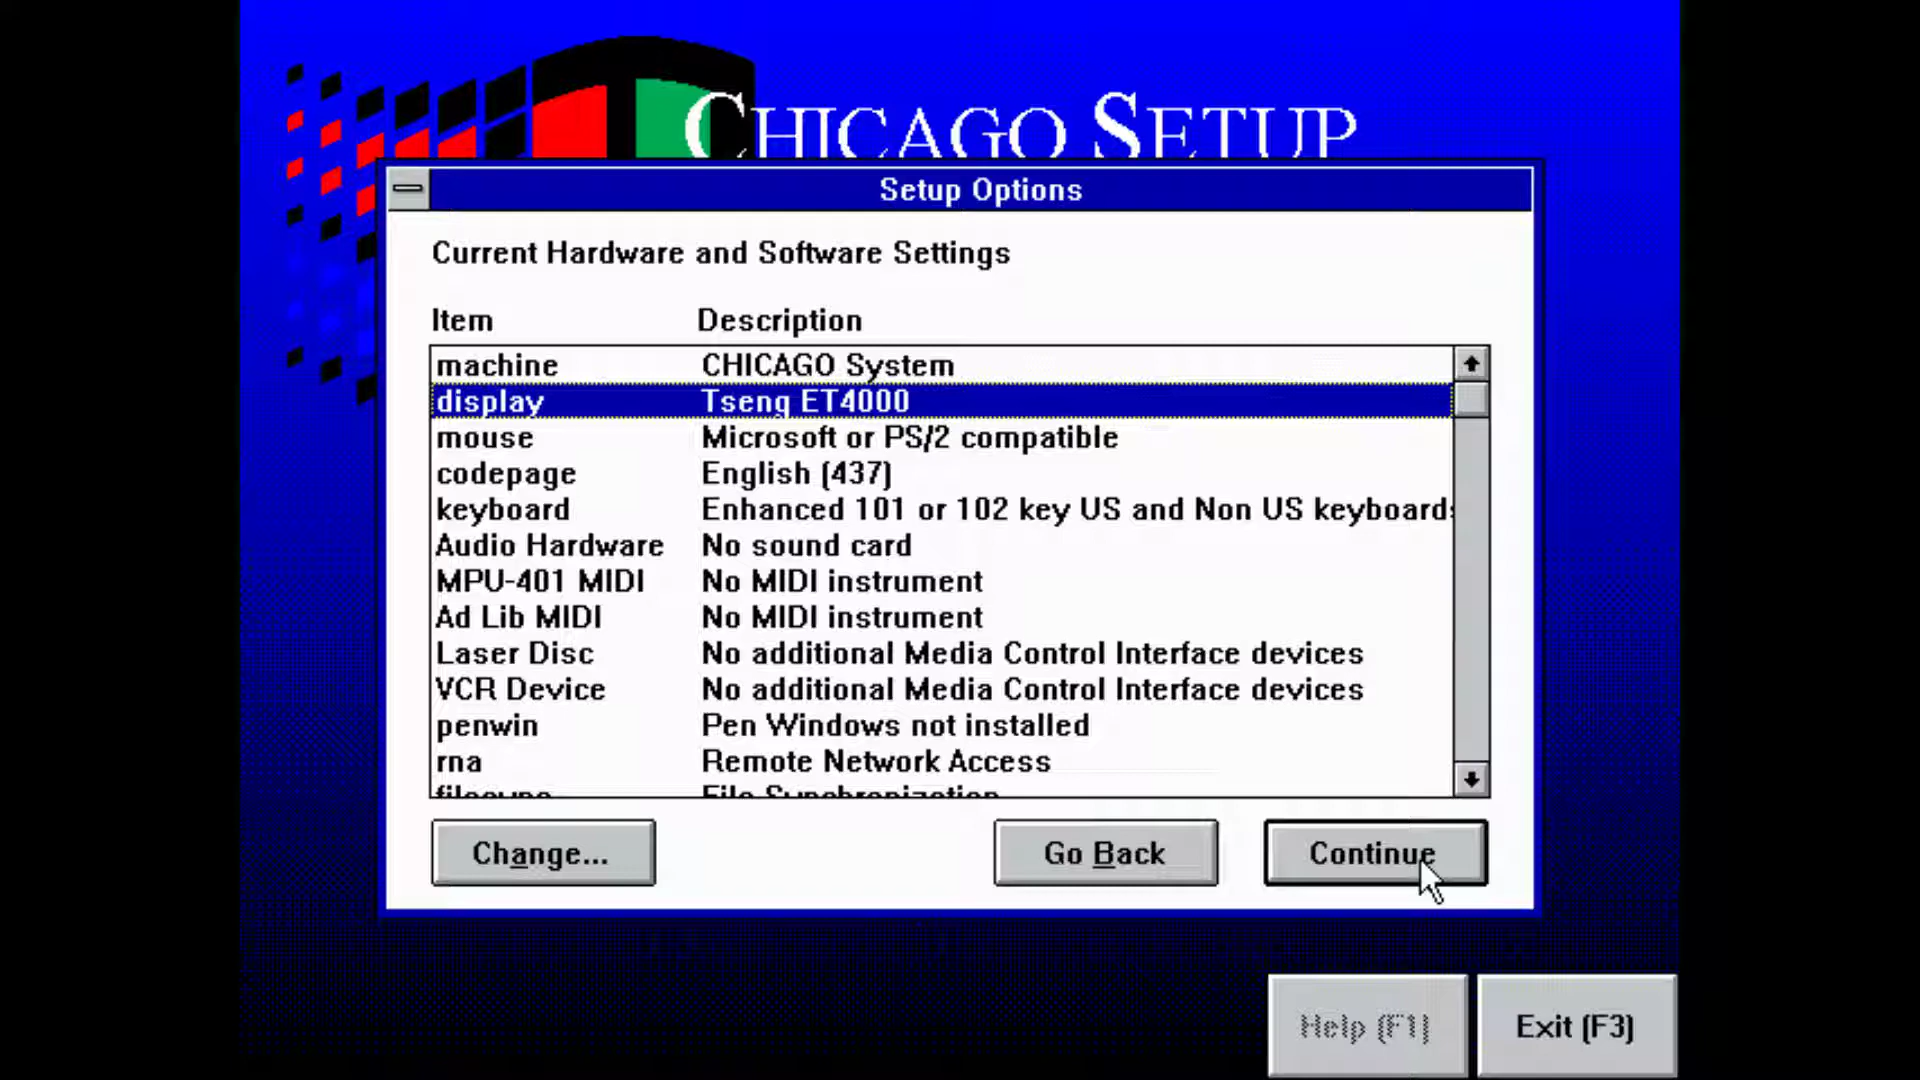 CHICAGO SETUP
Setup Options
Current Hardware and Software Settings
Item Description
machine CHICAGO System
display Tseng ET4000
mouse Microsoft or PS/2 compatible
codepage English (437)
keyboard Enhanced 101 or 102 key US and Non US keyboards
Audio Hardware No sound card
MPU-401 MIDI No MIDI instrument
Ad Lib MIDI No MIDI instrument
Laser Disc No additional Media Control Interface devices
VCR Device No additional Media Control Interface devices
penwin Pen Windows not installed
rna Remote Network Access
filesync File Synchronization
Change... Go Back Continue
Help (F1) Exit (F3)